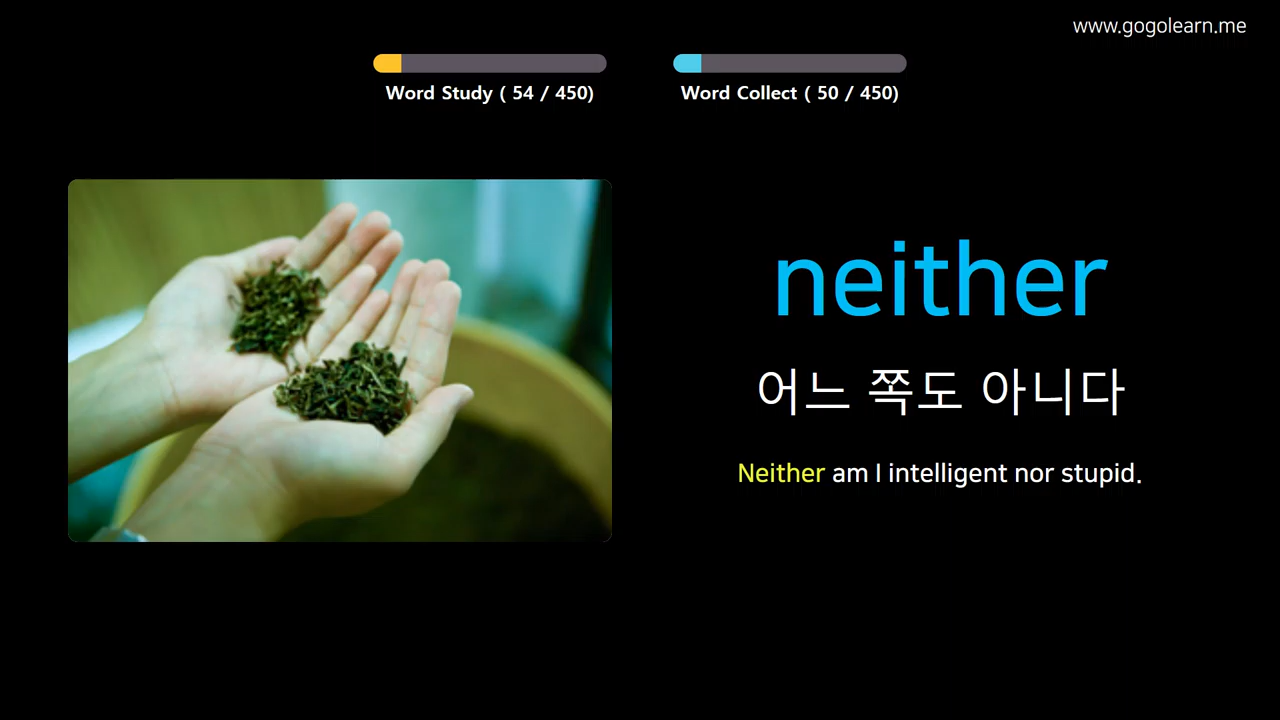 www.gogolearn.me
Word Study ( 54 / 450)
Word Collect ( 50 / 450)
neither
어느 쪽도 아니다
Neither am I intelligent nor stupid.